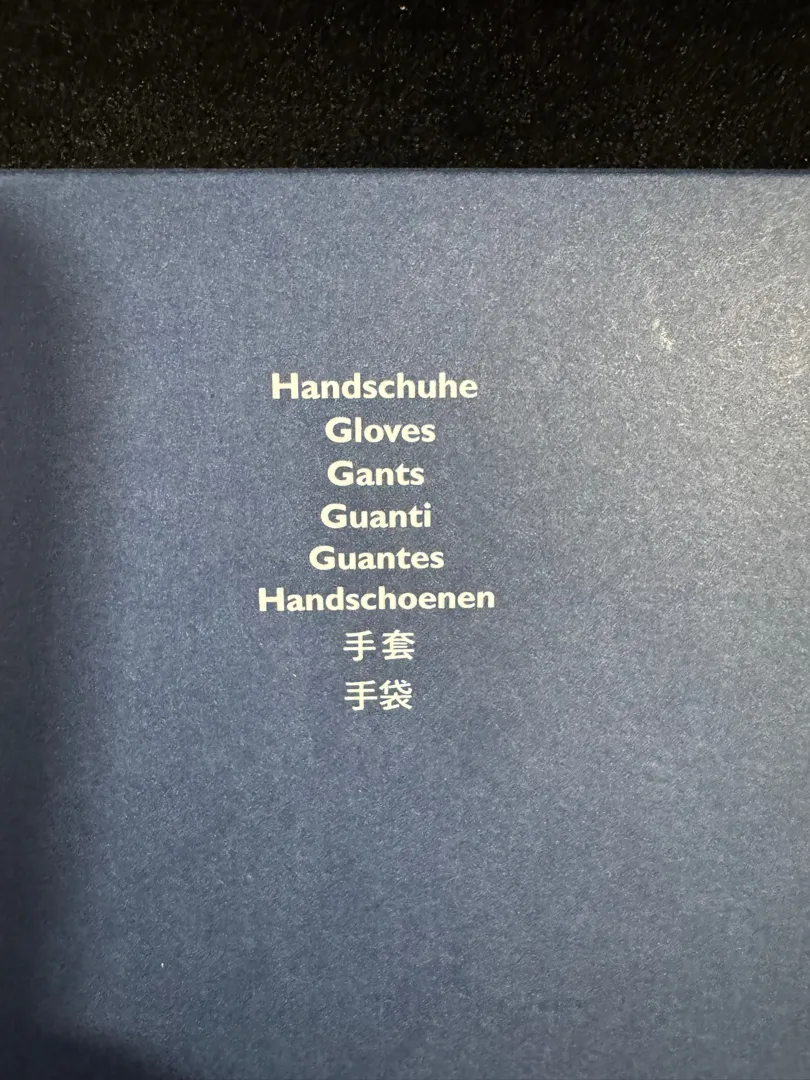 Handschuhe
Gloves
Gants
Guanti
Guantes
Handschoenen
手套
手袋